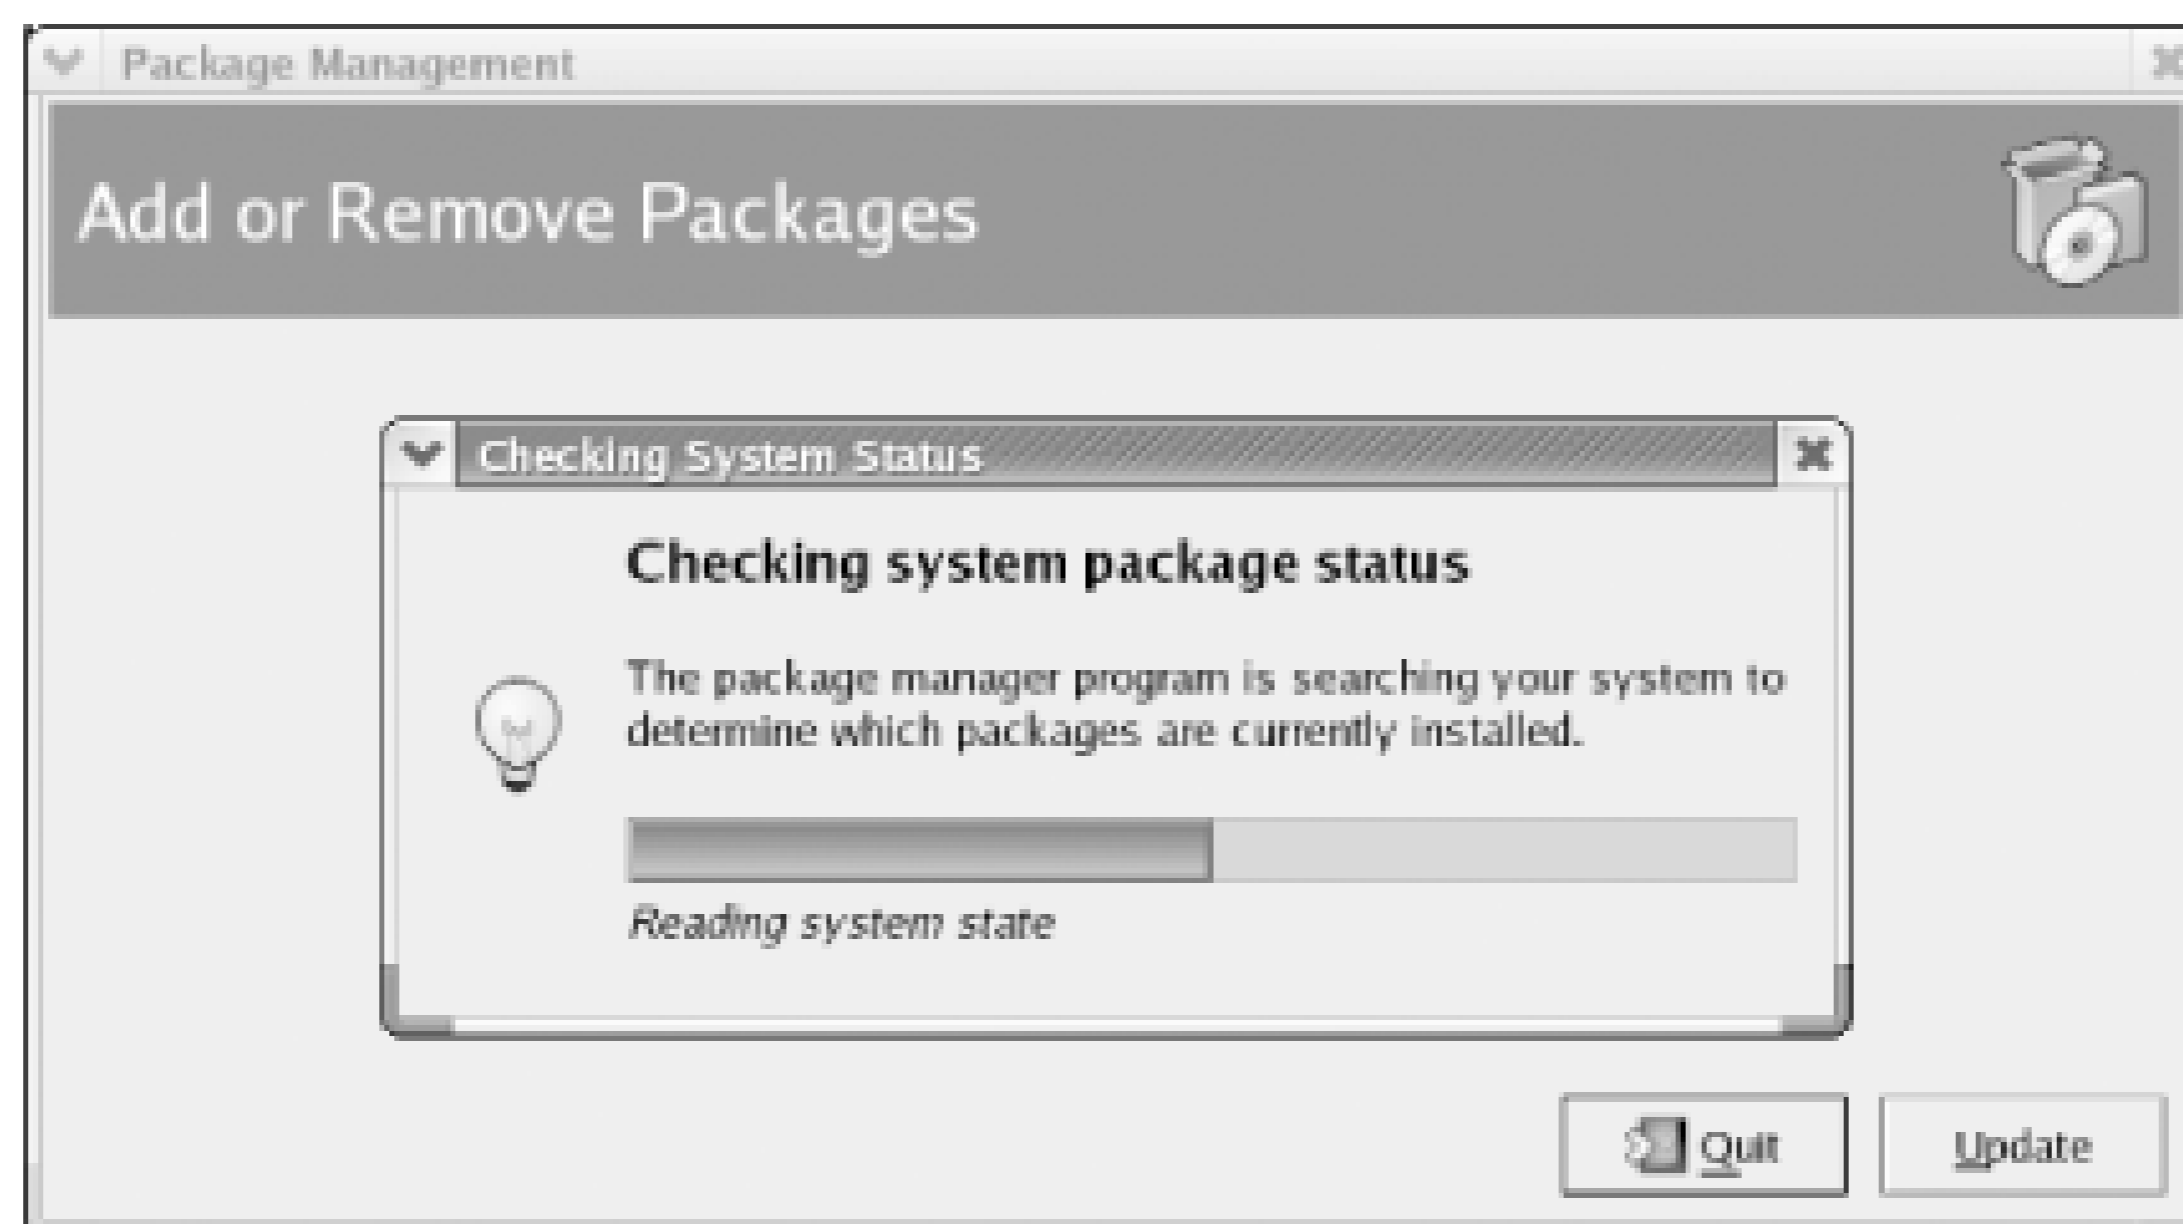 Package Management
Add or Remove Packages
Checking System Status
Checking system package status
The package manager program is searching your system to
determine which packages are currently installed.
Reading system state
Quit
Update